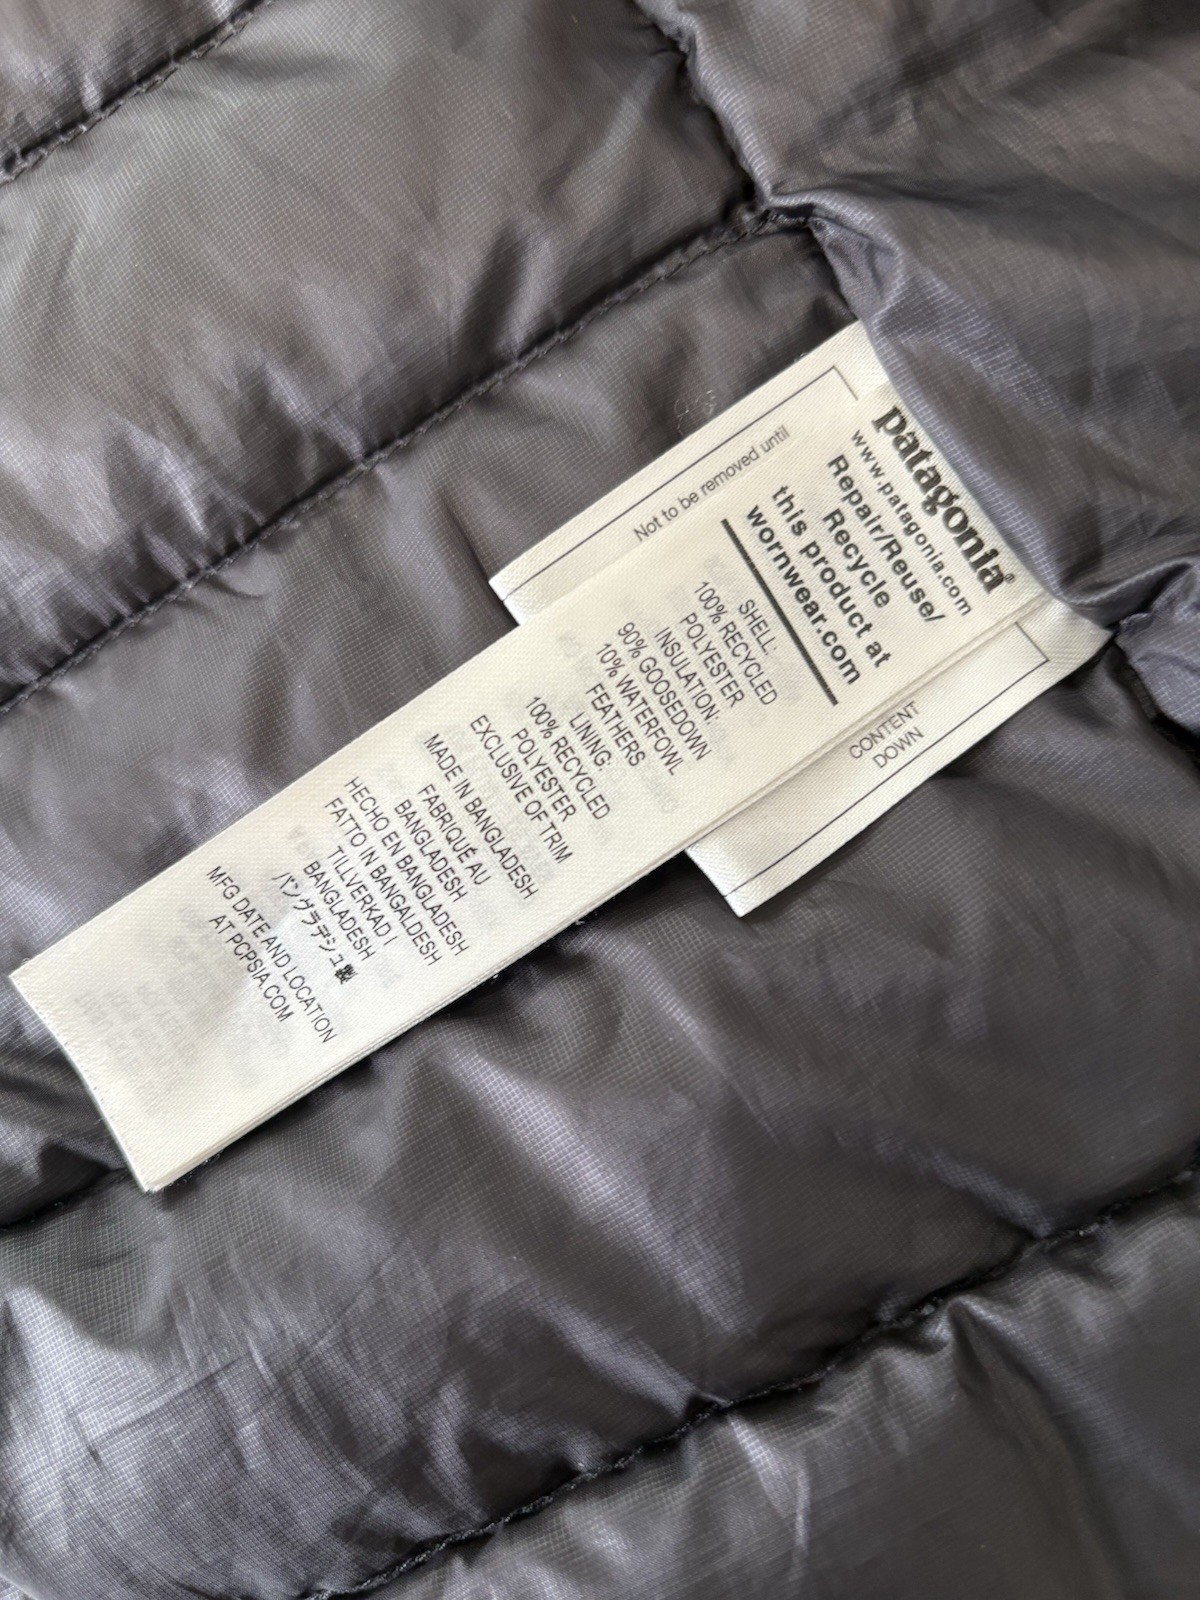 patagonia®
www.patagonia.com
Repair/Reuse/
Recycle
this product at
wornwear.com
SHELL:
100% RECYCLED
POLYESTER
INSULATION:
90% GOOSEDOWN
10% WATERFOWL
FEATHERS
LINING:
100% RECYCLED
POLYESTER
EXCLUSIVE OF TRIM
MADE IN BANGLADESH
FABRIQUÉ AU
BANGLADESH
HECHO EN BANGLADESH
FATTO IN BANGALDESH
TILLVERKAD I
BANGLADESH
バングラデシュ製
MFG DATE AND LOCATION
AT PCPSIA.COM
Not to be removed until
CONTENT
DOWN